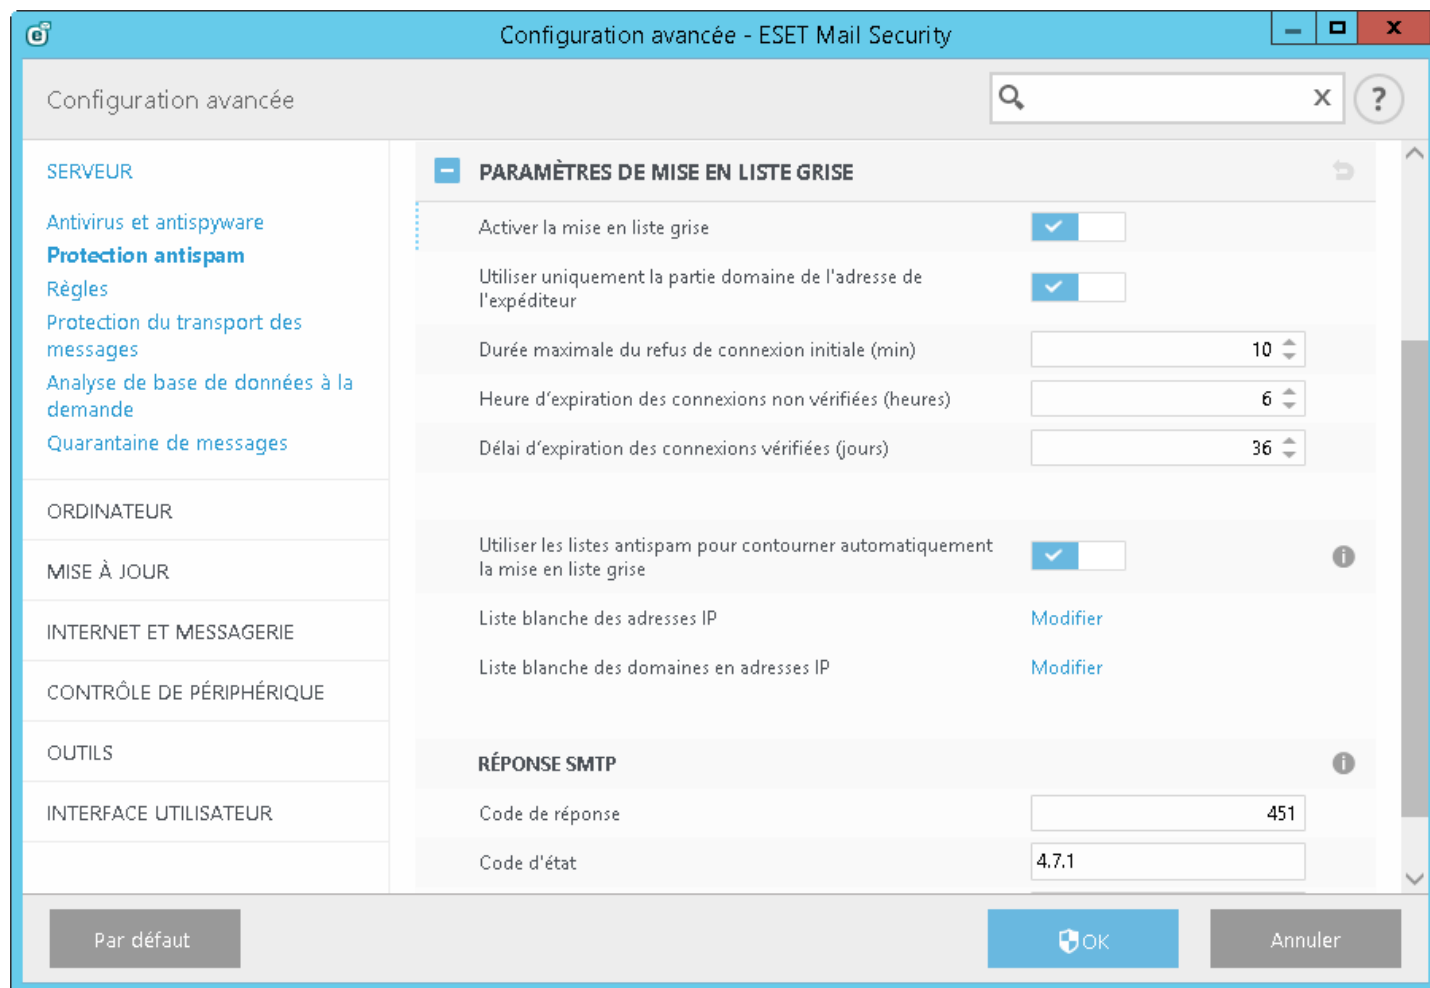 Configuration avancée - ESET Mail Security
Configuration avancée
SERVEUR
Antivirus et antispyware
Protection antispam
Règles
Protection du transport des
messages
Analyse de base de données à la
demande
Quarantaine de messages
ORDINATEUR
MISE À JOUR
INTERNET ET MESSAGERIE
CONTRÔLE DE PÉRIPHÉRIQUE
OUTILS
INTERFACE UTILISATEUR
PARAMÈTRES DE MISE EN LISTE GRISE
Activer la mise en liste grise
Utiliser uniquement la partie domaine de l'adresse de
l'expéditeur
Durée maximale du refus de connexion initiale (min) 10
Heure d'expiration des connexions non vérifiées (heures) 6
Délai d'expiration des connexions vérifiées (jours) 36
Utiliser les listes antispam pour contourner automatiquement
la mise en liste grise
Liste blanche des adresses IP Modifier
Liste blanche des domaines en adresses IP Modifier
RÉPONSE SMTP
Code de réponse 451
Code d'état 4.7.1
Par défaut
OK
Annuler